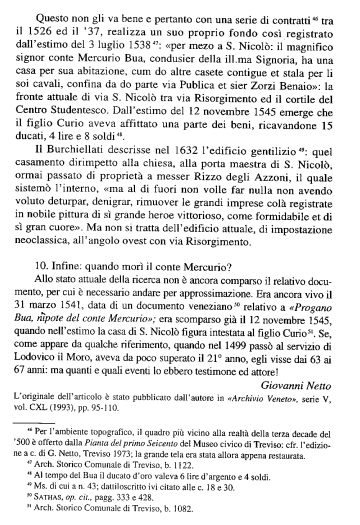 Questo non gli va bene e pertanto con una serie di contratti ⁴⁶ tra
il 1526 ed il '37, realizza un suo proprio fondo così registrato
dall'estimo del 3 luglio 1538 ⁴⁷: «per mezo a S. Nicolò: il magnifico
signor conte Mercurio Bua, condusier della ill.ma Signoria, ha una
casa per sua abitazione, cum do altre casete contigue et stala per li
soi cavali, confina da do parte via Publica et sier Zorzi Benaio»: la
fronte attuale di via S. Nicolò tra via Risorgimento ed il cortile del
Centro Studentesco. Dall'estimo del 12 novembre 1545 emerge che
il figlio Curio aveva affittato una parte dei beni, ricavandone 15
ducati, 4 lire e 8 soldi ⁴⁸.
Il Burchiellati descrisse nel 1632 l'edificio gentilizio ⁴⁹: quel
casamento dirimpetto alla chiesa, alla porta maestra di S. Nicolò,
ormai passato di proprietà a messer Rizzo degli Azzoni, il quale
sistemò l'interno, «ma al di fuori non volle far nulla non avendo
voluto deturpar, denigrar, rimuover le grandi imprese colà registrate
in nobile pittura di sì grande heroe vittorioso, come formidabile et di
sì gran cuore». Ma non si tratta dell'edificio attuale, di impostazione
neoclassica, all'angolo ovest con via Risorgimento.
10. Infine: quando morì il conte Mercurio?
Allo stato attuale della ricerca non è ancora comparso il relativo docu-
mento, per cui è necessario andare per approssimazione. Era ancora vivo il
31 marzo 1541, data di un documento veneziano ⁵⁰ relativo a «Progano
Bua, nipote del conte Mercurio»; era scomparso già il 12 novembre 1545,
quando nell'estimo la casa di S. Nicolò figura intestata al figlio Curio ⁵¹. Se,
come appare da qualche riferimento, quando nel 1499 passò al servizio di
Lodovico il Moro, aveva da poco superato il 21° anno, egli visse dai 63 ai
67 anni: ma quanti e quali eventi lo ebbero testimone ed attore!
Giovanni Netto
L'originale dell'articolo è stato pubblicato dall'autore in «Archivio Veneto», serie V,
vol. CXL (1993), pp. 95-110.
⁴⁶ Per l'ambiente topografico, il quadro più vicino alla realtà della terza decade del
'500 è offerto dalla Pianta del primo Seicento del Museo civico di Treviso: cfr. l'edizio-
ne a c. di G. Netto, Treviso 1973; la grande tela era stata allora appena restaurata.
⁴⁷ Arch. Storico Comunale di Treviso, b. 1122.
⁴⁸ Al tempo del Bua il ducato d'oro valeva 6 lire d'argento e 4 soldi.
⁴⁹ Ms. di cui a n. 43; dattiloscritto ivi citato alle c. 18 e 30.
⁵⁰ SATHAS, op. cit., pagg. 333 e 428.
⁵¹ Arch. Storico Comunale di Treviso, b. 1082.